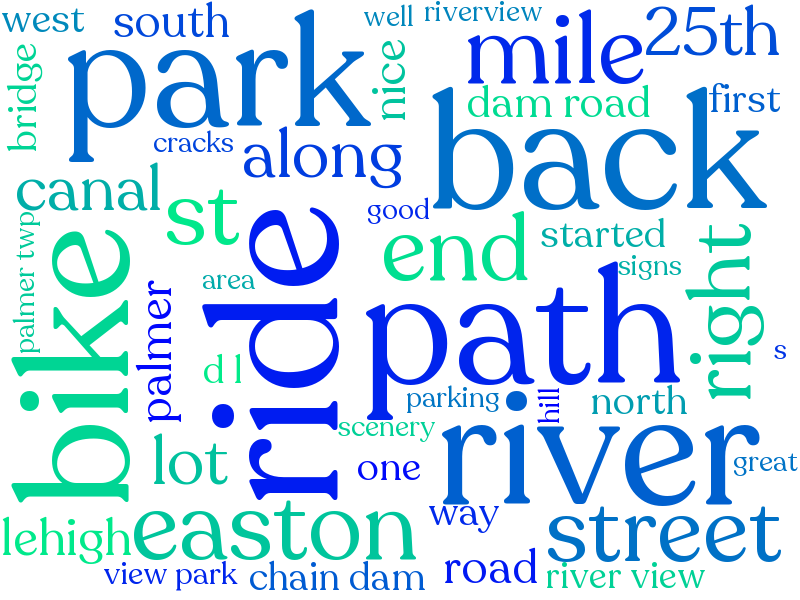 west
south
well
riverview
25th
park
mile
bridge
nice
dam road
first
cracks
along
back
canal
st
good
end
started
signs
right
palmer twp
bike
ride
area
palmer
path
s
d l
parking
hill
north
scenery
river
lot
one
great
way
lehigh
easton
street
view park
chain dam
road
river view